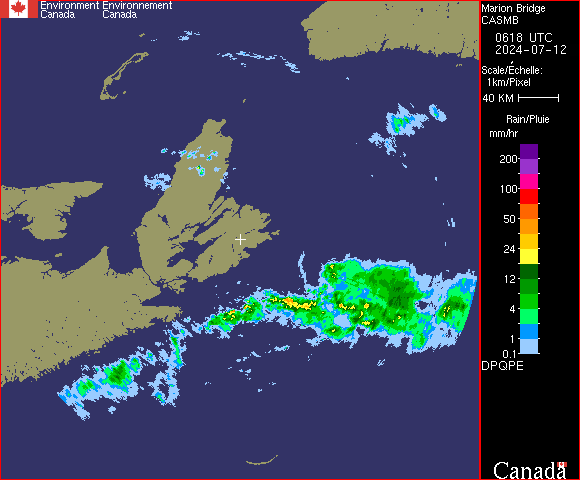 Environment Environnement
Canada Canada
Marion Bridge
CASMB
0618 UTC
2024-07-12
Scale/Échelle:
1km/Pixel
40 KM
Rain/Pluie
mm/hr
200
100
50
24
12
4
1
0.1
DPQPE
Canada